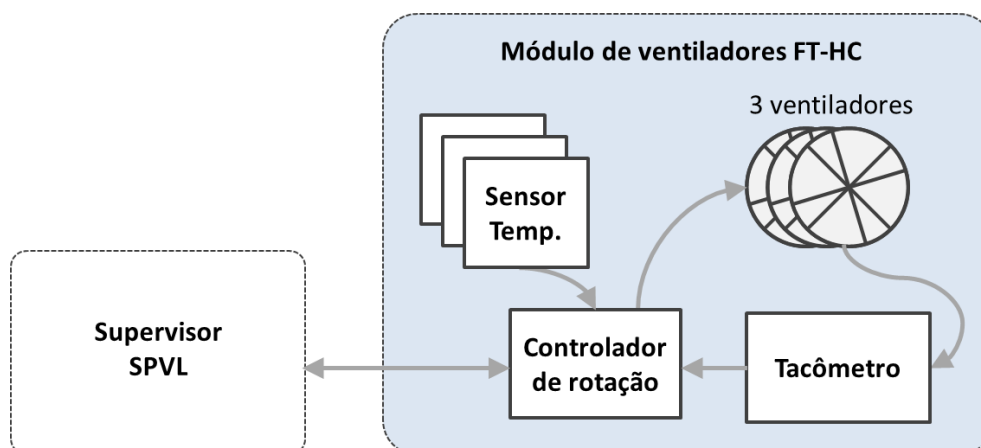 Módulo de ventiladores FT-HC
3 ventiladores
Sensor
Temp.
Supervisor
SPVL
Controlador
de rotação
Tacômetro